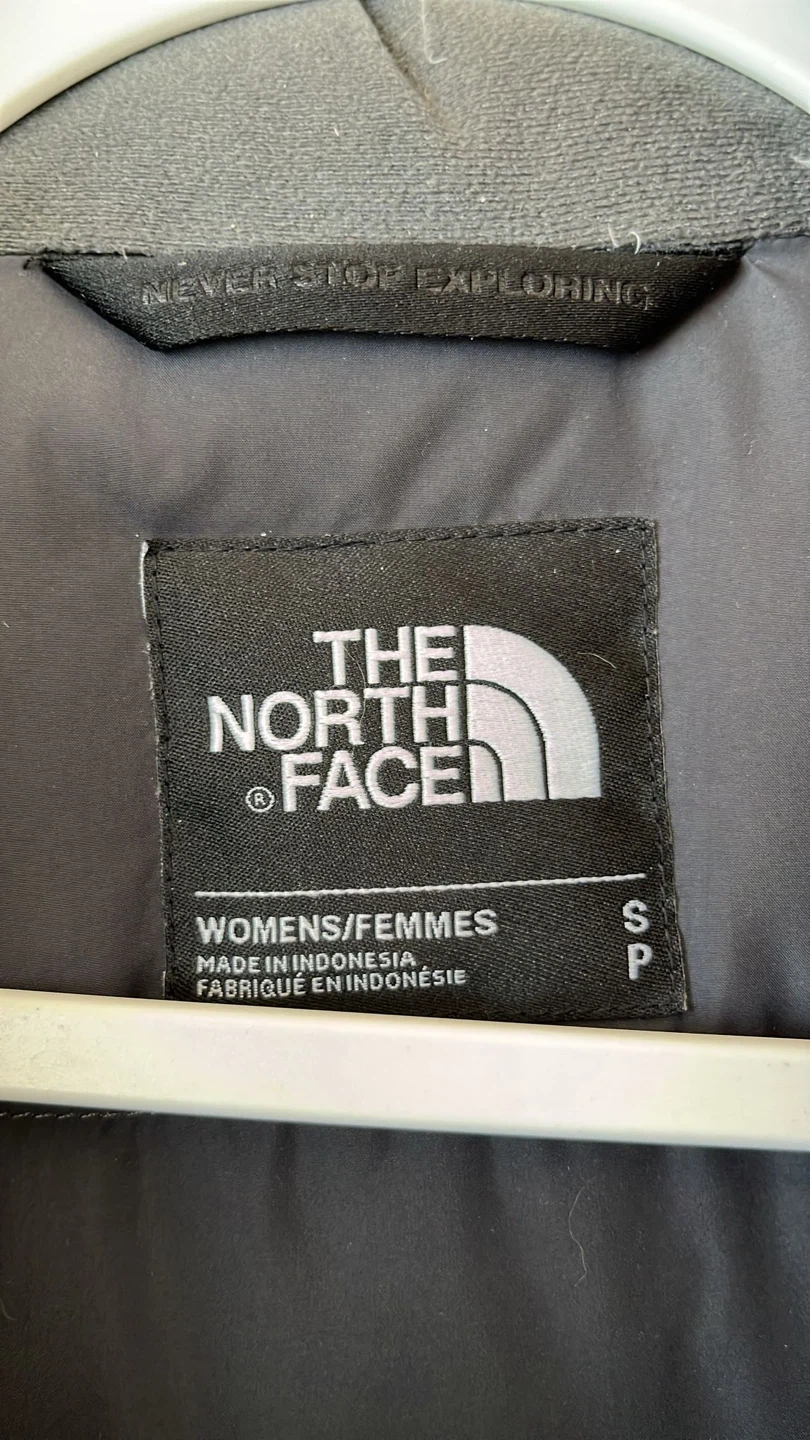 NEVER STOP EXPLORING
THE
NORTH
® FACE
WOMENS/FEMMES S
MADE IN INDONESIA P
FABRIQUÉ EN INDONÉSIE